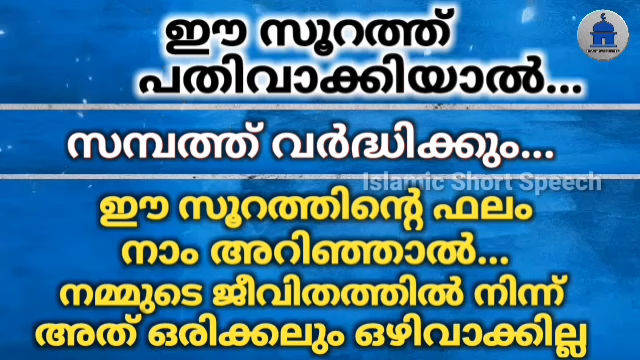 ഈ സൂറത്ത്
പതിവാക്കിയാൽ...
സമ്പത്ത് വർദ്ധിക്കും...
Islamic Short Speech
ഈ സൂറത്തിന്റെ ഫലം
നാം അറിഞ്ഞാൽ...
നമ്മുടെ ജീവിതത്തിൽ നിന്ന്
അത് ഒരിക്കലും ഒഴിവാക്കില്ല